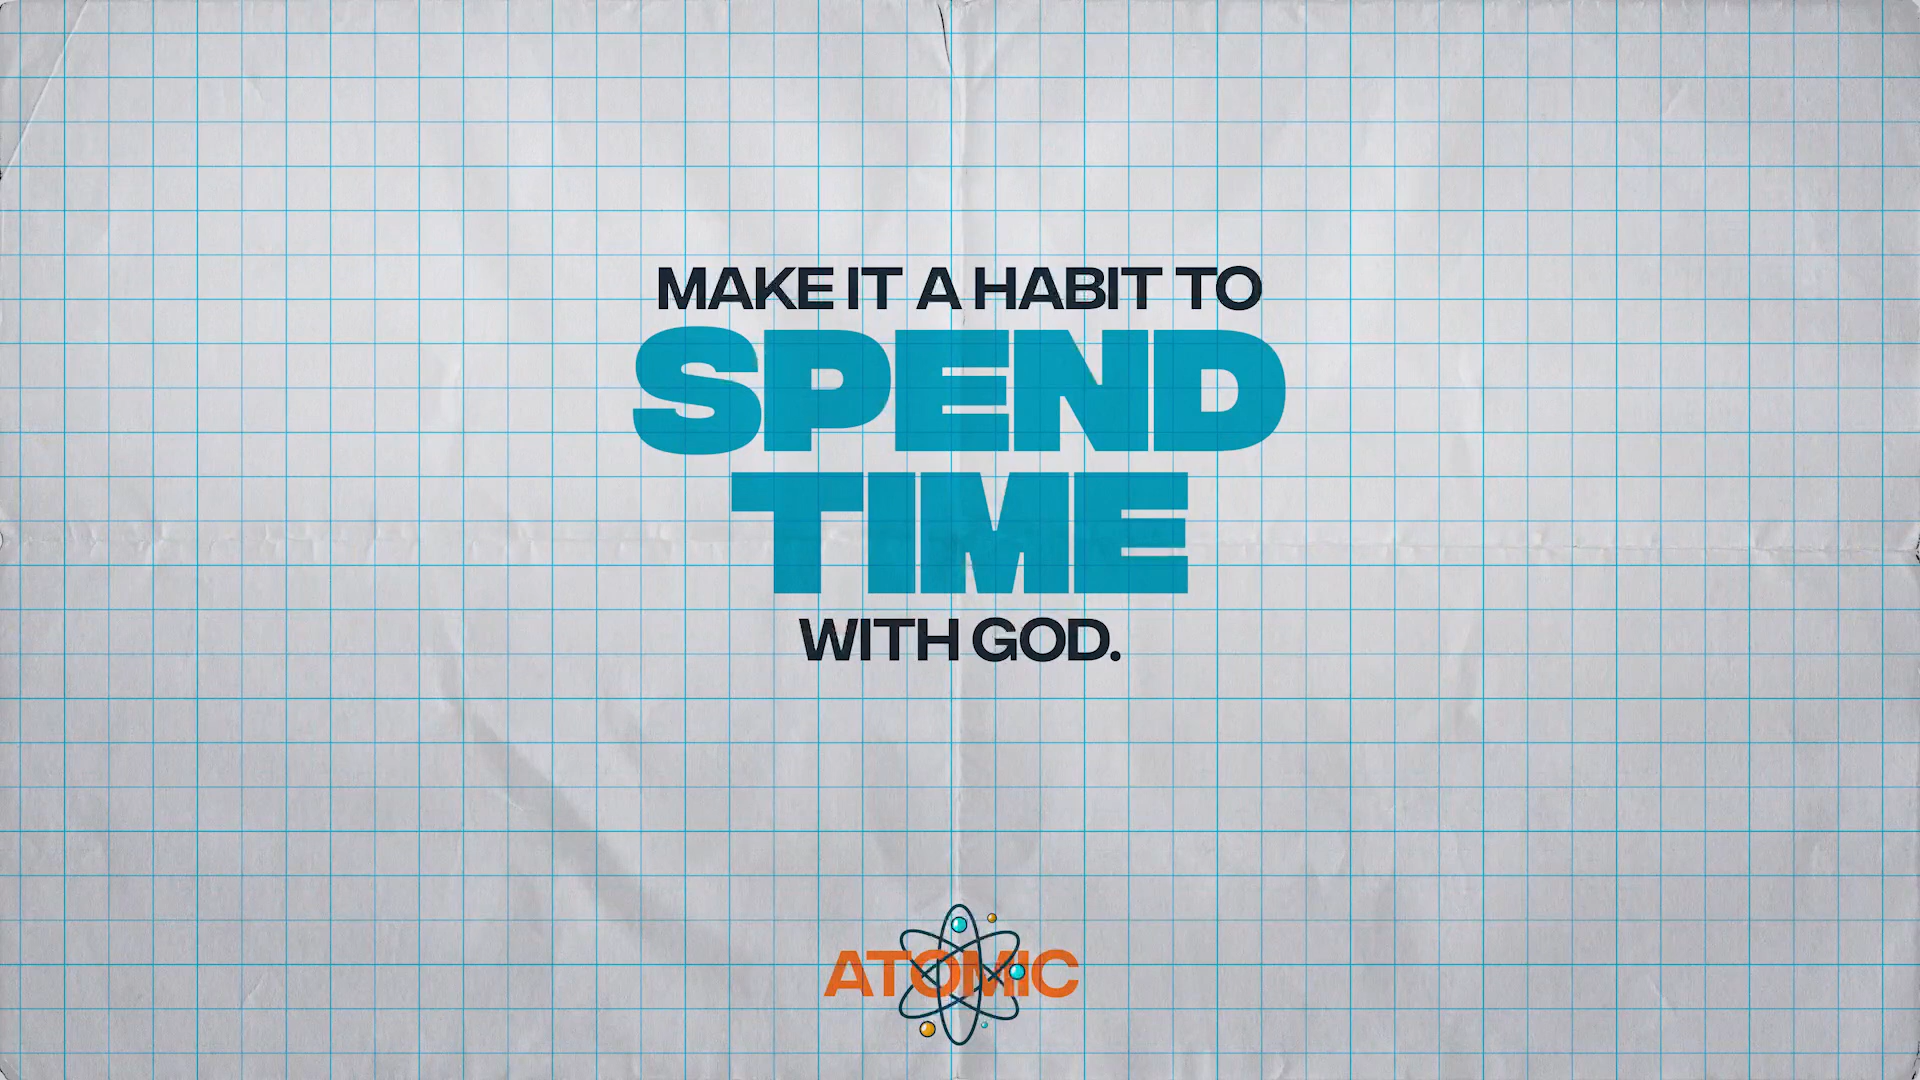 MAKE IT A HABIT TO
SPEND
TIME
WITH GOD.
ATOMIC